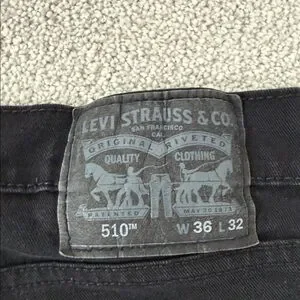 LEVI STRAUSS & CO.
SAN FRANCISCO
CAL.
ORIGINAL RIVETED
QUALITY CLOTHING
PATENTED MAY 20 1873
510™ W 36 L 32